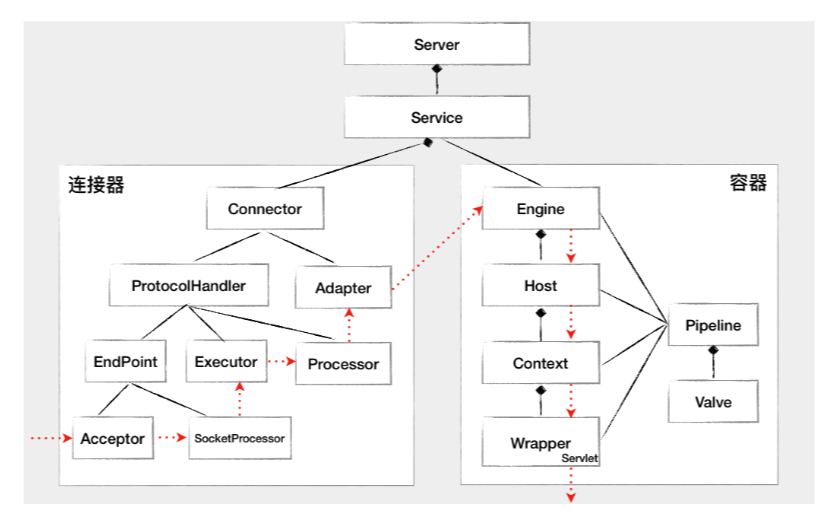 Server
Service
连接器
容器
Connector
Engine
ProtocolHandler
Adapter
Host
Pipeline
EndPoint
Executor
Processor
Context
Valve
Acceptor
SocketProcessor
Wrapper
Servlet